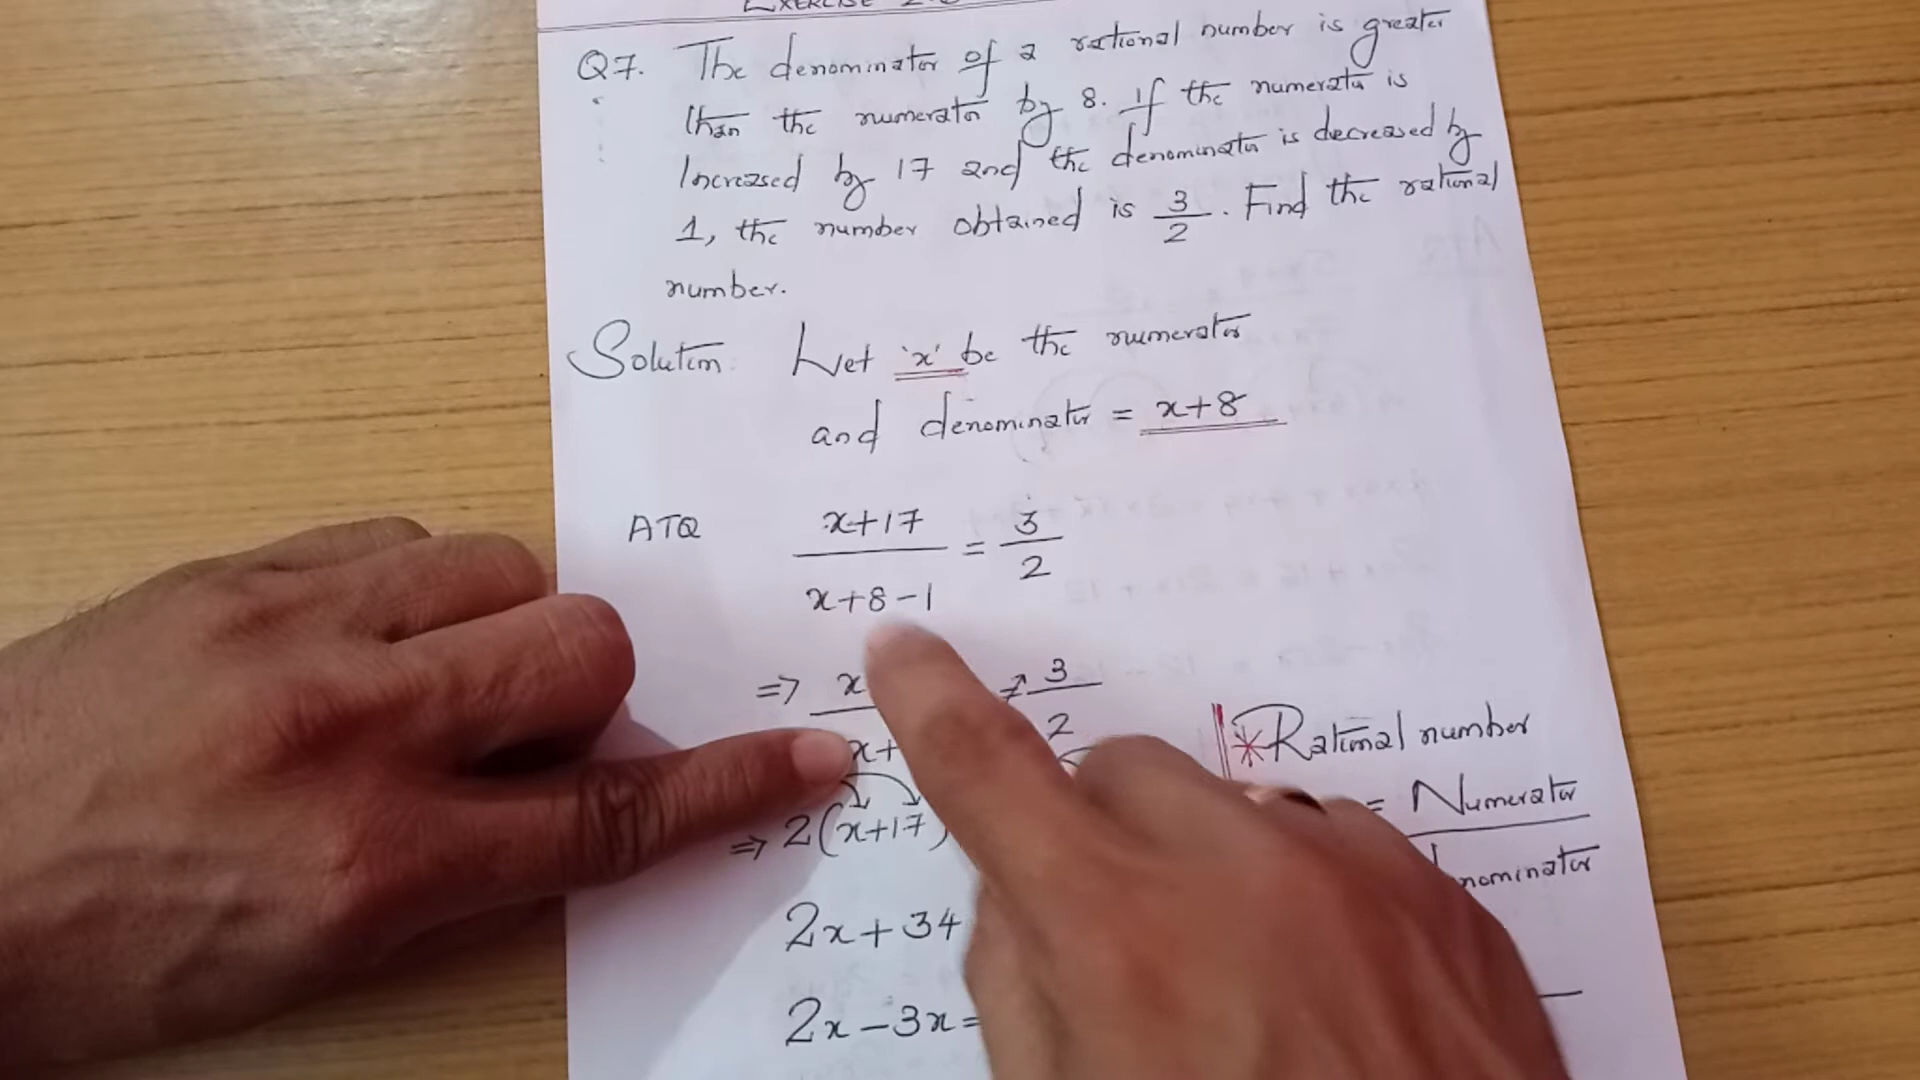 EXERCISE
Q7. The denominator of a rational number is greater
than the numerator by 8. If the numerator is
Increased by 17 and the denominator is decreased by
1, the number obtained is 3/2. Find the rational
number.
Solution: Let 'x' be the numerator
and denominator = x+8
ATQ x+17 / x+8-1 = 3/2
=> x 3
x+ 2
=> 2(x+17)
2x+34
2x-3x=
*Rational number
= Numerator
nominator